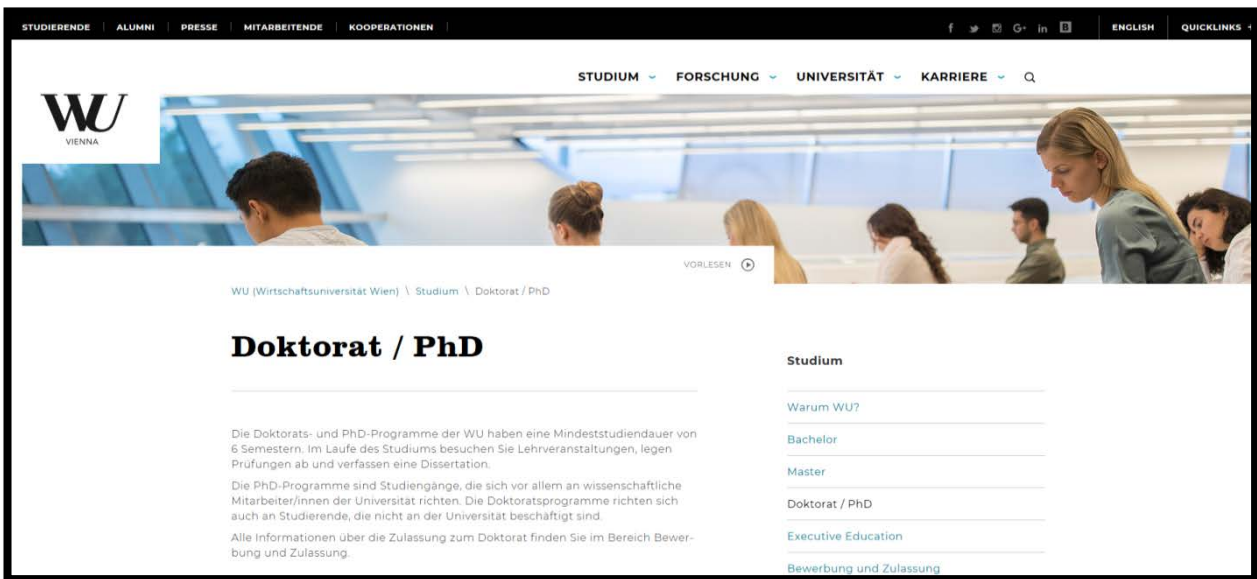 STUDIERENDE ALUMNI PRESSE MITARBEITENDE KOOPERATIONEN
f G+ in B ENGLISH QUICKLINKS +
STUDIUM FORSCHUNG UNIVERSITÄT KARRIERE
WU
VIENNA
VORLESEN
WU (Wirtschaftsuniversität Wien) \ Studium \ Doktorat / PhD
Doktorat / PhD
Die Doktorats- und PhD-Programme der WU haben eine Mindeststudiendauer von
6 Semestern. Im Laufe des Studiums besuchen Sie Lehrveranstaltungen, legen
Prüfungen ab und verfassen eine Dissertation.
Die PhD-Programme sind Studiengänge, die sich vor allem an wissenschaftliche
Mitarbeiter/innen der Universität richten. Die Doktoratsprogramme richten sich
auch an Studierende, die nicht an der Universität beschäftigt sind.
Alle Informationen über die Zulassung zum Doktorat finden Sie im Bereich Bewer-
bung und Zulassung.
Studium
Warum WU?
Bachelor
Master
Doktorat / PhD
Executive Education
Bewerbung und Zulassung